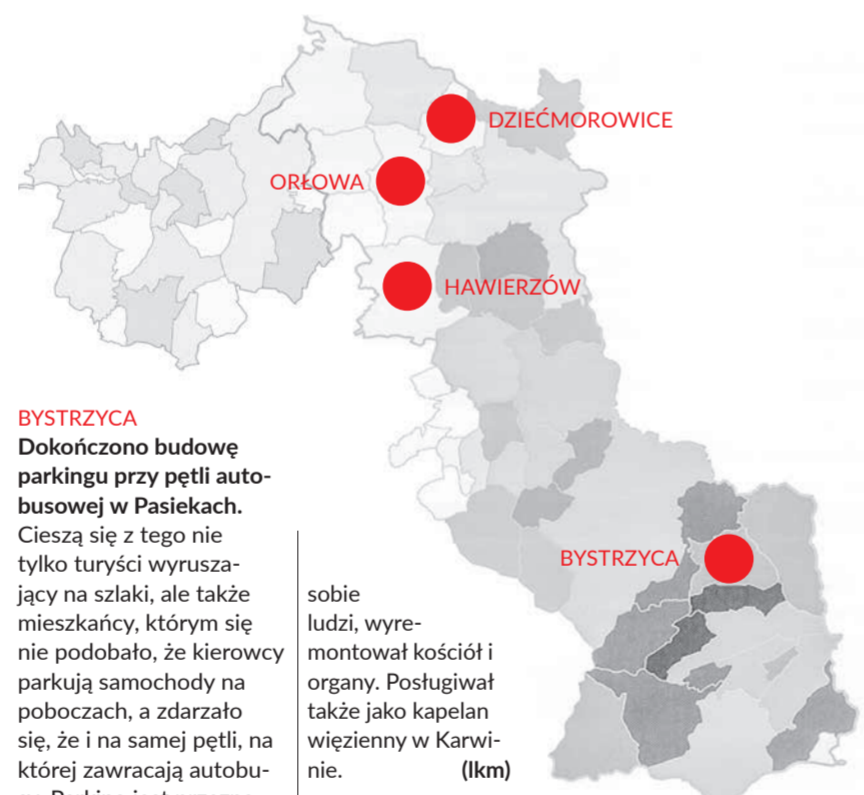 DZIEĆMOROWICE
ORŁOWA
HAWIERZÓW
BYSTRZYCA
BYSTRZYCA
Dokończono budowę
parkingu przy pętli auto-
busowej w Pasiekach.
Cieszą się z tego nie
tylko turyści wyrusza-
jący na szlaki, ale także
mieszkańcy, którym się
nie podobało, że kierowcy
parkują samochody na
poboczach, a zdarzało
się, że i na samej pętli, na
której zawracają autobu-
sobie
ludzi, wyre-
montował kościół i
organy. Posługiwał
także jako kapelan
więzienny w Karwi-
nie. (lkm)